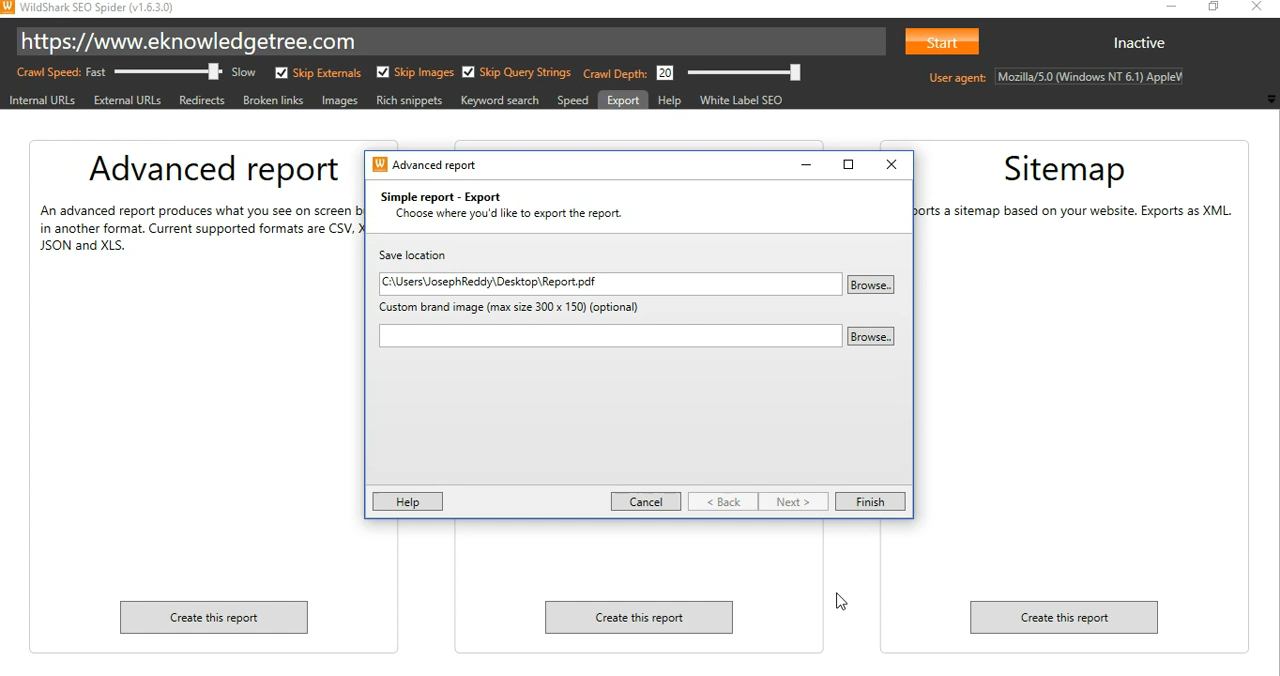 W WildShark SEO Spider (v1.6.3.0)
https://www.eknowledgetree.com
Start
Inactive
Crawl Speed: Fast Slow Skip Externals Skip Images Skip Query Strings Crawl Depth: 20
User agent: Mozilla/5.0 (Windows NT 6.1) AppleW
Internal URLs External URLs Redirects Broken links Images Rich snippets Keyword search Speed Export Help White Label SEO
Advanced report
An advanced report produces what you see on screen
in another format. Current supported formats are CSV,
JSON and XLS.
Create this report
W Advanced report
Simple report - Export
Choose where you'd like to export the report.
Save location
C:\Users\JosephReddy\Desktop\Report.pdf
Browse..
Custom brand image (max size 300 x 150) (optional)
Browse..
Help Cancel < Back Next > Finish
Create this report
Sitemap
a sitemap based on your website. Exports as XML.
Create this report